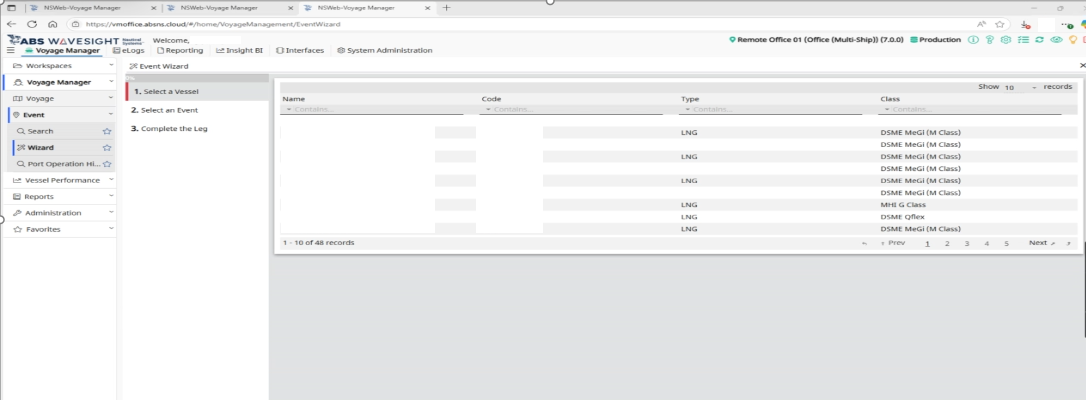 NSWeb-Voyage Manager × NSWeb-Voyage Manager × NSWeb-Voyage Manager × +
https://vmoffice.absns.cloud/#/home/VoyageManagement/EventWizard
ABS WAVESIGHT Nautical Systems Welcome,
Remote Office 01 (Office (Multi-Ship)) (7.0.0) Production
Voyage Manager eLogs Reporting Insight BI Interfaces System Administration
Workspaces
Voyage Manager
Voyage
Event
Search
Wizard
Port Operation Hi...
Vessel Performance
Reports
Administration
Favorites
Event Wizard
1. Select a Vessel
2. Select an Event
3. Complete the Leg
Show 10 records
Name Code Type Class
Contains... Contains... Contains... Contains...
LNG DSME MeGi (M Class)
DSME MeGi (M Class)
LNG DSME MeGi (M Class)
DSME MeGi (M Class)
LNG DSME MeGi (M Class)
DSME MeGi (M Class)
LNG MHI G Class
LNG DSME Qflex
LNG DSME MeGi (M Class)
1 - 10 of 48 records
Prev 1 2 3 4 5 Next